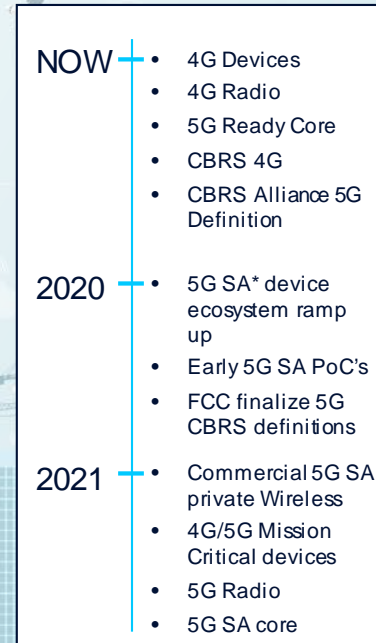 NOW
• 4G Devices
• 4G Radio
• 5G Ready Core
• CBRS 4G
• CBRS Alliance 5G
Definition
2020
• 5G SA* device
ecosystem ramp
up
• Early 5G SA PoC's
• FCC finalize 5G
CBRS definitions
2021
• Commercial 5G SA
private Wireless
• 4G/5G Mission
Critical devices
• 5G Radio
• 5G SA core